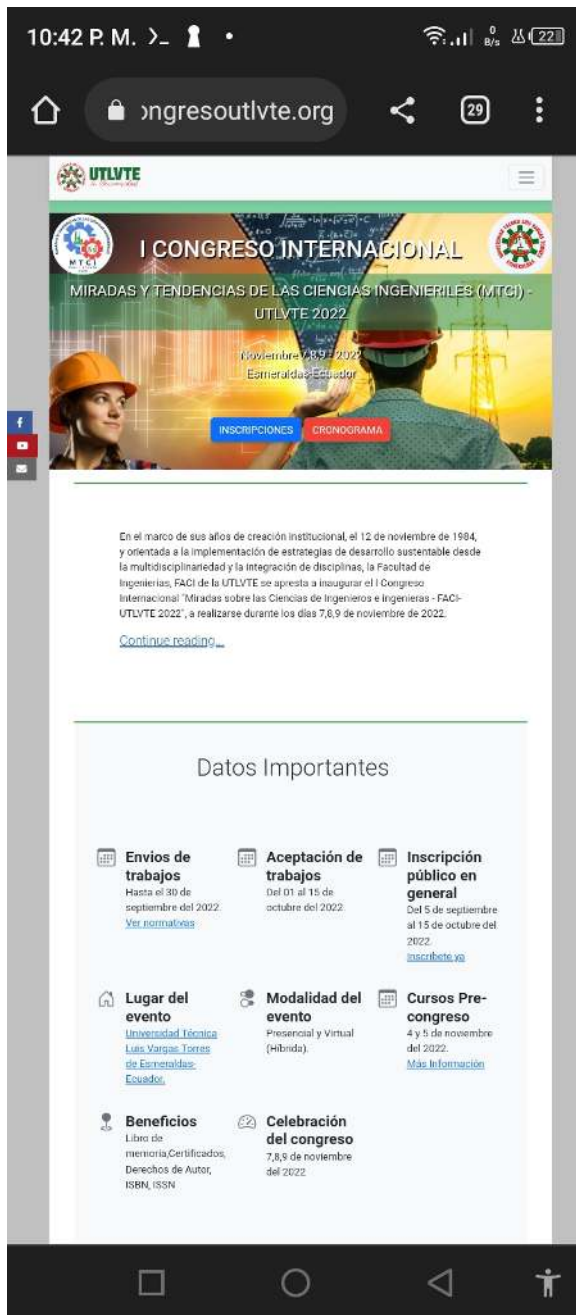 10:42 P. M.
0
B/s
22
ongresoutlvte.org
29
UTLVTE
MTCI
I CONGRESO INTERNACIONAL
MIRADAS Y TENDENCIAS DE LAS CIENCIAS INGENIERILES (MTCI) -
UTLVTE 2022
Noviembre 7,8,9 - 2022
Esmeraldas-Ecuador
INSCRIPCIONES
CRONOGRAMA
En el marco de sus años de creación institucional, el 12 de noviembre de 1984,
y orientada a la implementación de estrategias de desarrollo sustentable desde
la multidisciplinariedad y la integración de disciplinas, la Facultad de
Ingenierías, FACI de la UTLVTE se apresta a inaugurar el I Congreso
Internacional "Miradas sobre las Ciencias de Ingenieros e ingenieras - FACI-
UTLVTE 2022", a realizarse durante los días 7,8,9 de noviembre de 2022.
Continue reading...
Datos Importantes
Envios de
trabajos
Hasta el 30 de
septiembre del 2022.
Ver normativas
Aceptación de
trabajos
Del 01 al 15 de
octubre del 2022
Inscripción
público en
general
Del 5 de septiembre
al 15 de octubre del
2022.
Inscribete ya
Lugar del
evento
Universidad Técnica
Luis Vargas Torres
de Esmeraldas-
Ecuador.
Modalidad del
evento
Presencial y Virtual
(Híbrida).
Cursos Pre-
congreso
4 y 5 de noviembre
del 2022.
Más Información
Beneficios
Libro de
memoria,Certificados,
Derechos de Autor,
ISBN, ISSN
Celebración
del congreso
7,8,9 de noviembre
del 2022